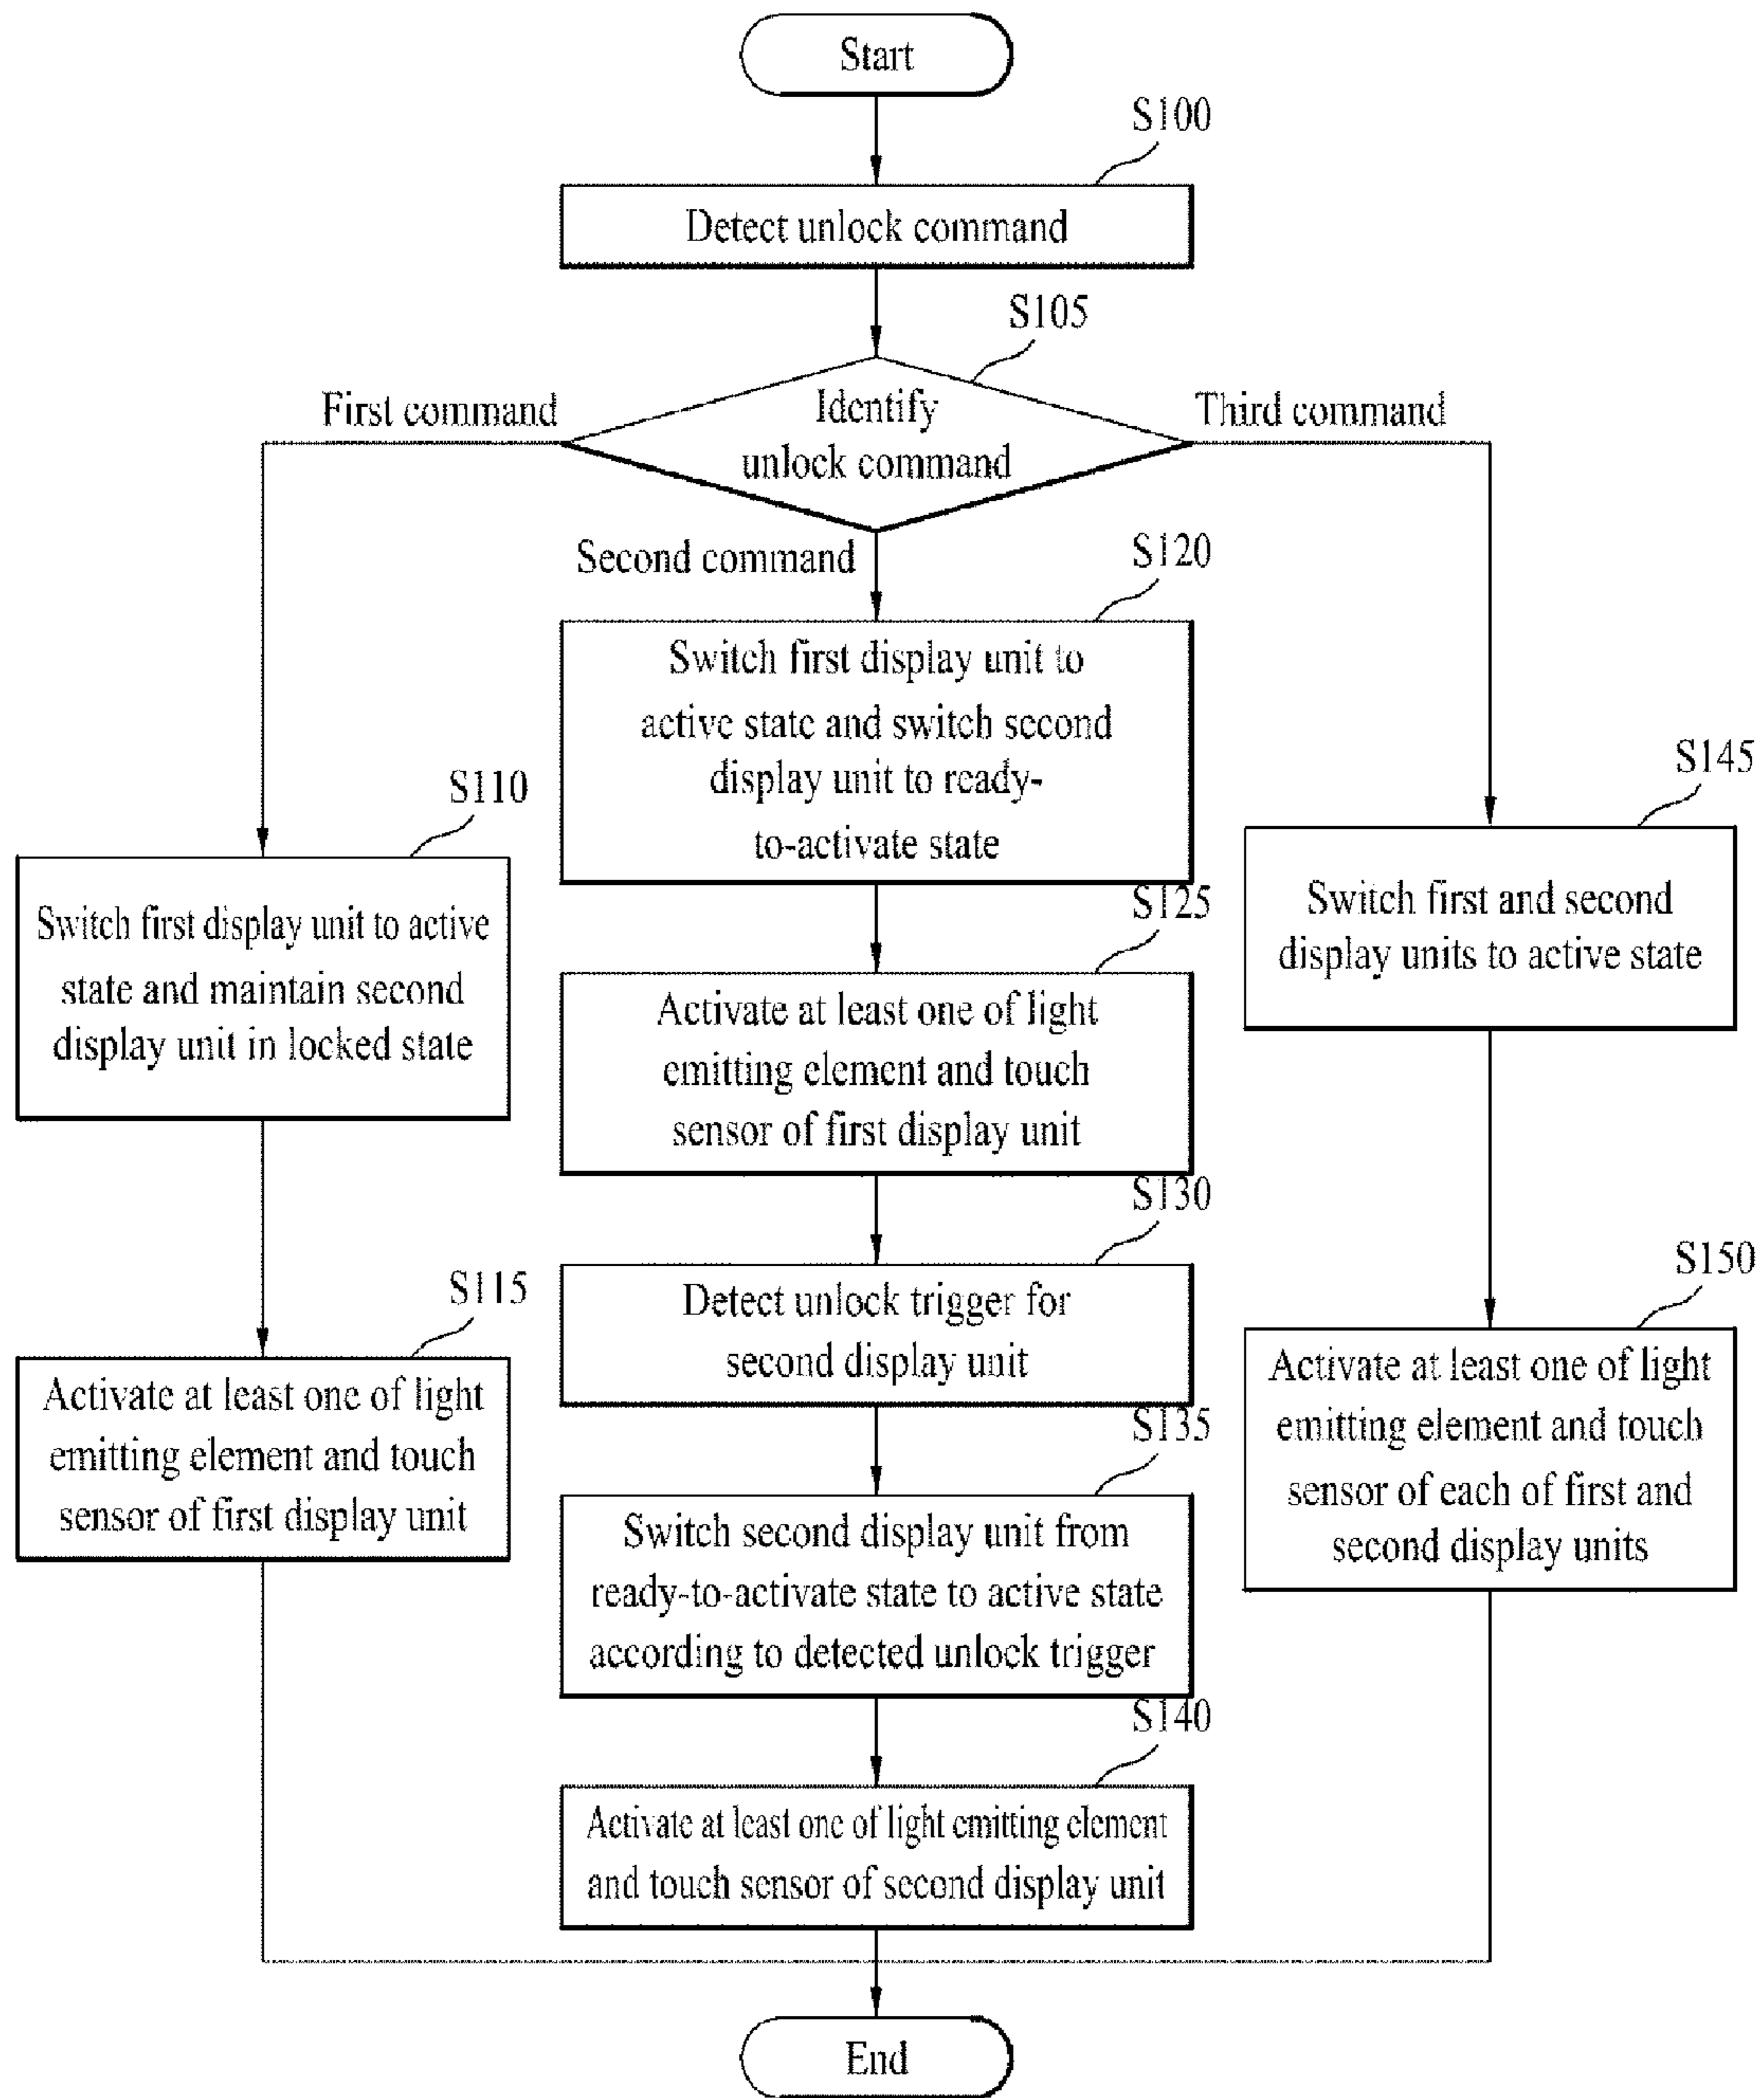 Start
S100
Detect unlock command
S105
Identify
unlock command
First command
Third command
Second command
S120
Switch first display unit to
active state and switch second
display unit to ready-
to-activate state
S110
Switch first display unit to active
state and maintain second
display unit in locked state
S145
Switch first and second
display units to active state
S125
Activate at least one of light
emitting element and touch
sensor of first display unit
S130
Detect unlock trigger for
second display unit
S115
Activate at least one of light
emitting element and touch
sensor of first display unit
S150
Activate at least one of light
emitting element and touch
sensor of each of first and
second display units
S135
Switch second display unit from
ready-to-activate state to active state
according to detected unlock trigger
S140
Activate at least one of light emitting element
and touch sensor of second display unit
End